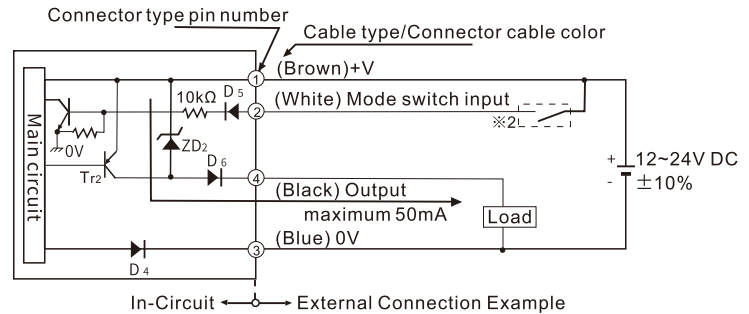 Connector type pin number
Cable type/Connector cable color
1
(Brown)+V
10kΩ
D5
2
(White) Mode switch input
※2
Main circuit
0V
ZD2
Tr2
D6
4
(Black) Output
maximum 50mA
Load
+
12~24V DC
-
±10%
3
(Blue) 0V
D4
In-Circuit
External Connection Example